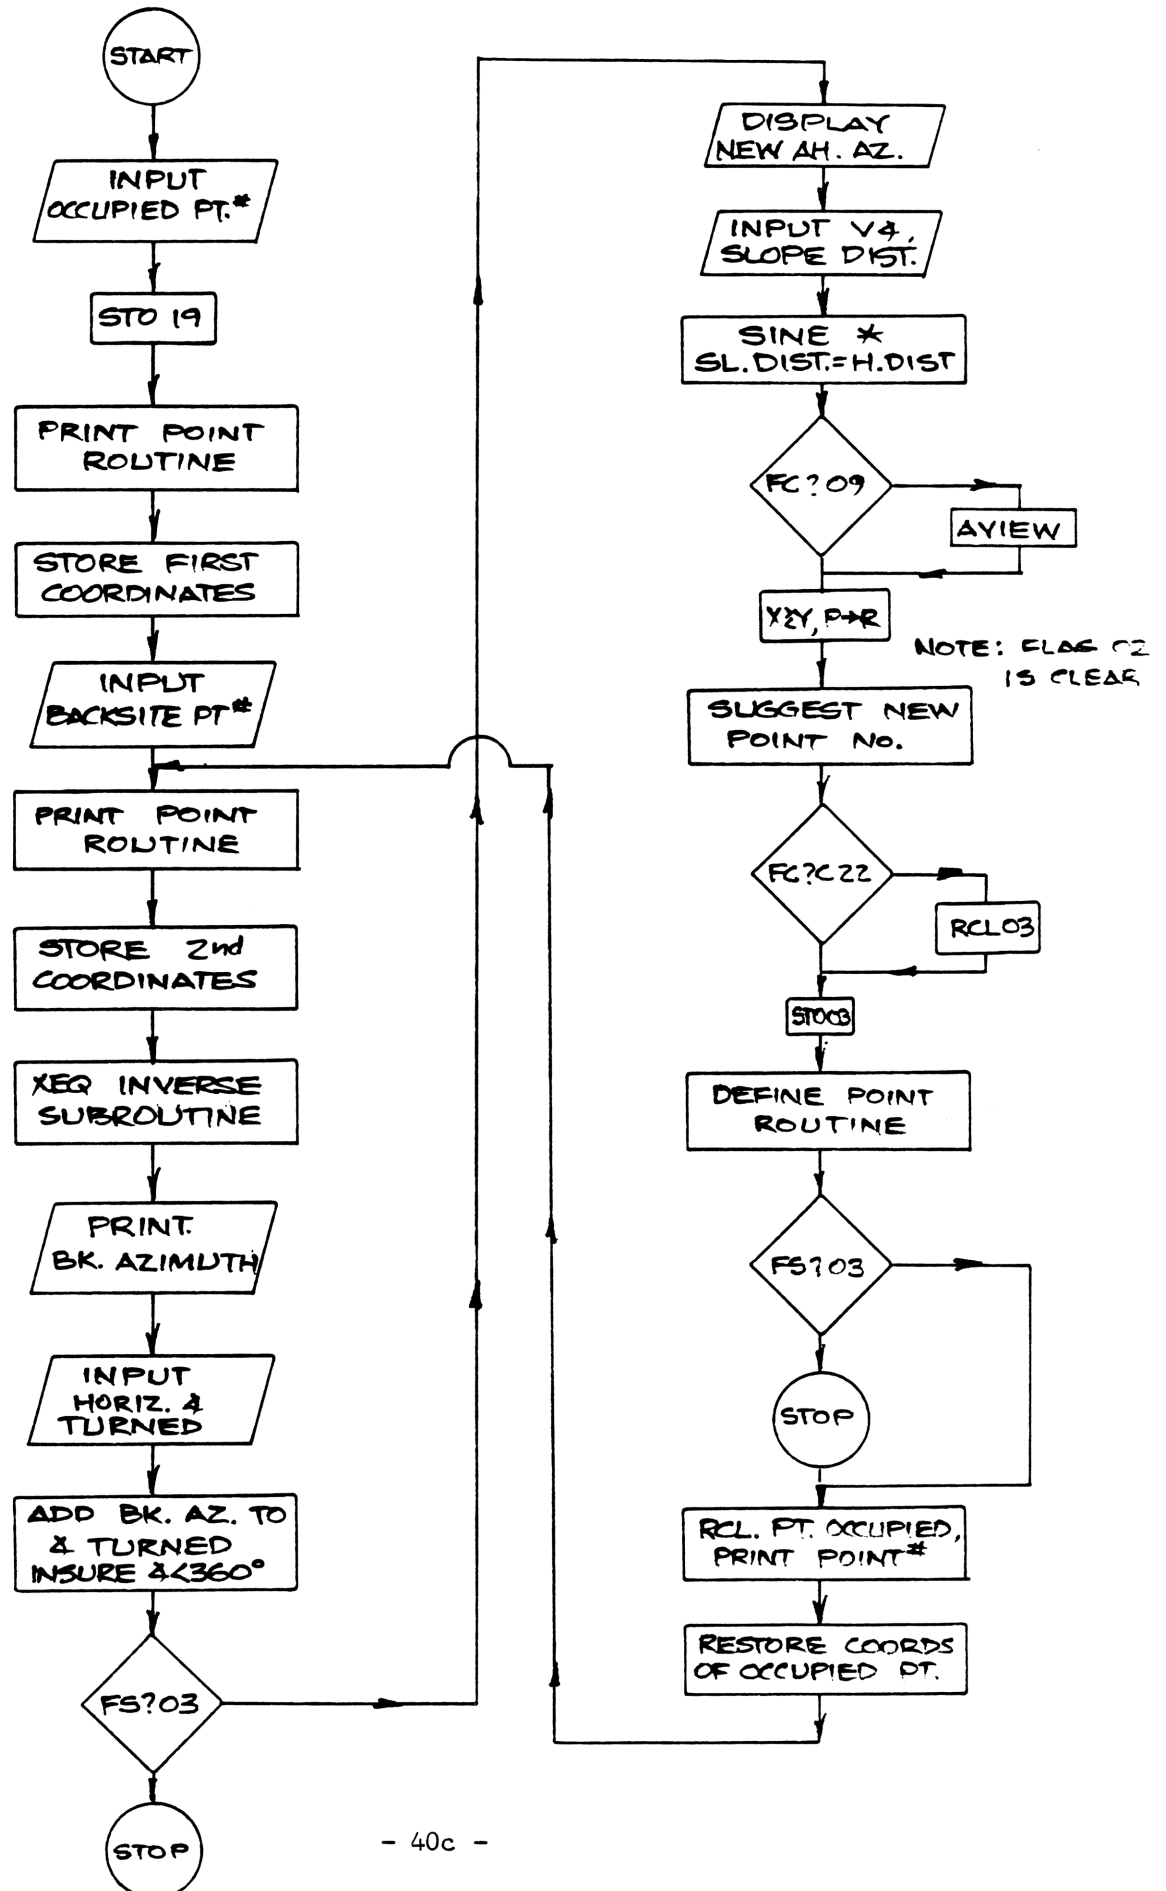 START
INPUT
OCCUPIED PT.#
STO 19
PRINT POINT
ROUTINE
STORE FIRST
COORDINATES
INPUT
BACKSITE PT#
PRINT POINT
ROUTINE
STORE 2nd
COORDINATES
XEQ INVERSE
SUBROUTINE
PRINT.
BK. AZIMUTH
INPUT
HORIZ. ∡
TURNED
ADD BK. AZ. TO
∡ TURNED
INSURE ∡<360°
FS?03
STOP
DISPLAY
NEW AH. AZ.
INPUT V∡,
SLOPE DIST.
SINE *
SL.DIST.=H.DIST
FC?09
AVIEW
X≷Y, P→R
NOTE: FLAG 02
IS CLEAR
SUGGEST NEW
POINT No.
FC?C22
RCL03
STO03
DEFINE POINT
ROUTINE
FS?03
STOP
RCL. PT. OCCUPIED,
PRINT POINT#
RESTORE COORDS
OF OCCUPIED PT.
- 40c -